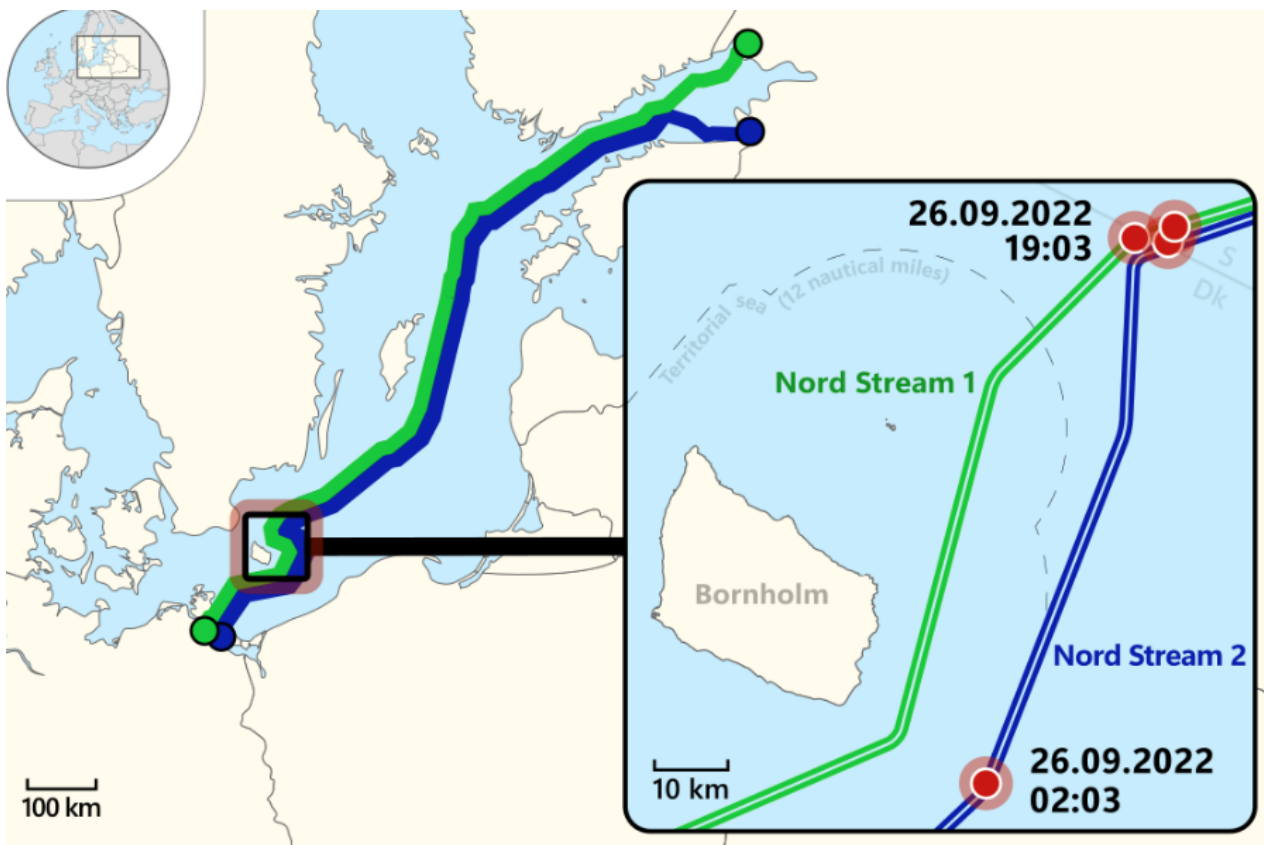 26.09.2022
19:03
S
Dk
Territorial sea (12 nautical miles)
Nord Stream 1
Bornholm
Nord Stream 2
26.09.2022
02:03
10 km
100 km